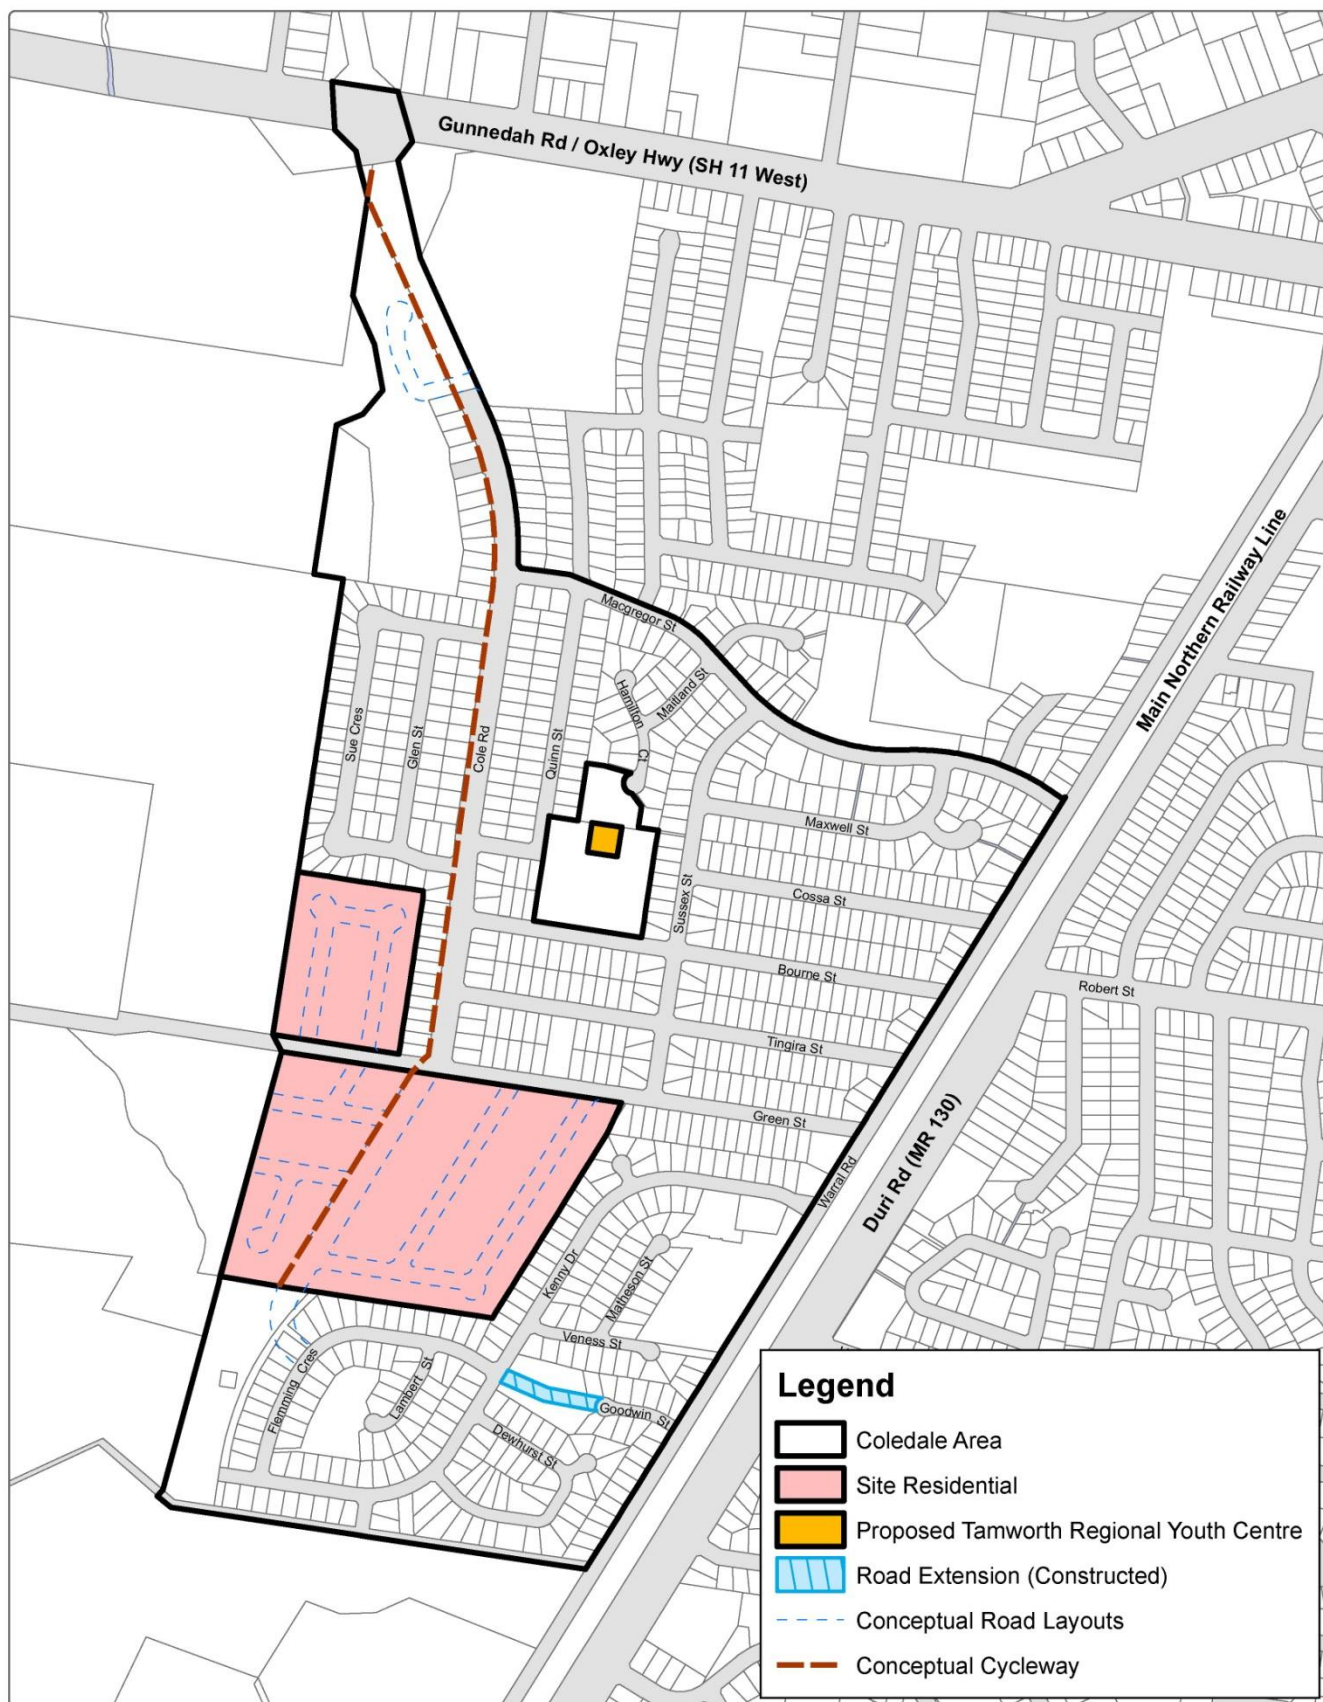 Gunnedah Rd / Oxley Hwy (SH 11 West)
Main Northern Railway Line
Macgregor St
Hamilton Ct
Maitland St
Sue Cres
Glen St
Cole Rd
Quinn St
Maxwell St
Sussex St
Cossa St
Bourne St
Robert St
Tingira St
Green St
Warral Rd
Duri Rd (MR 130)
Kenny Dr
Matheson St
Veness St
Flemming Cres
Lambert St
Goodwin St
Dewhurst St
Legend
Coledale Area
Site Residential
Proposed Tamworth Regional Youth Centre
Road Extension (Constructed)
Conceptual Road Layouts
Conceptual Cycleway